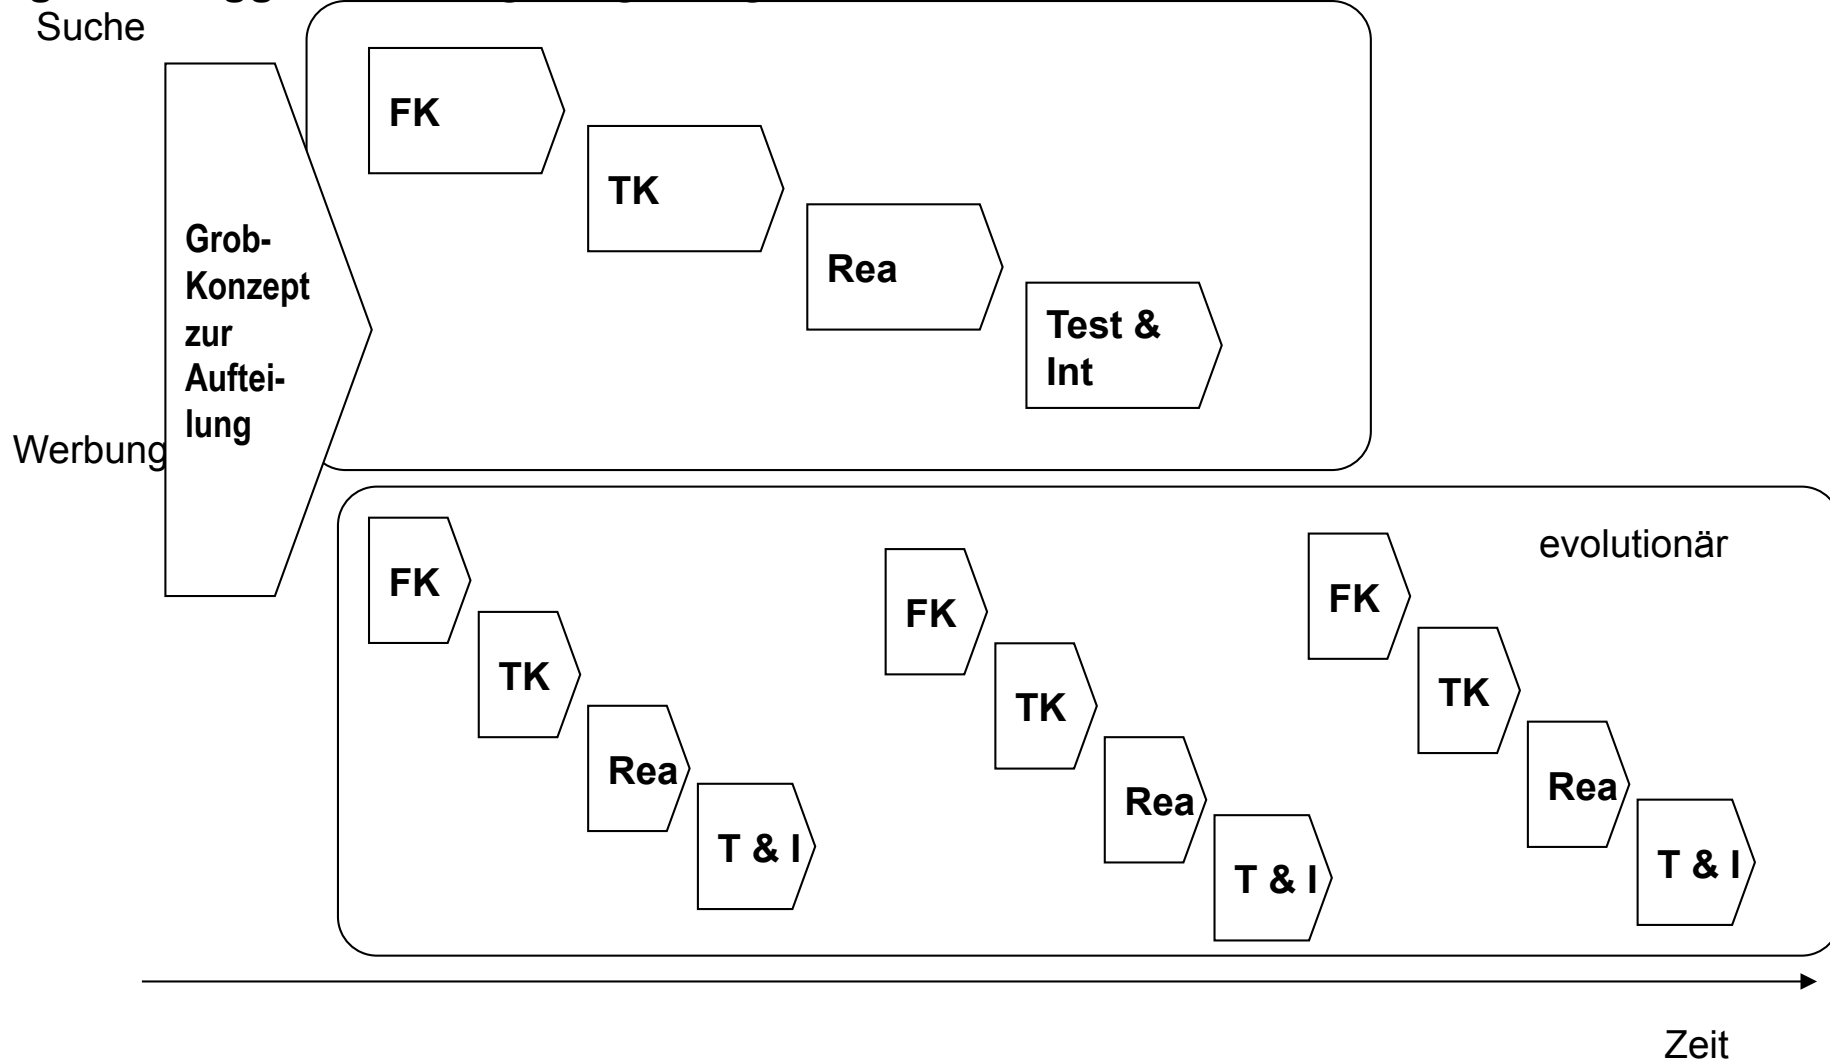 Suche
FK
TK
Rea
Test &
Int
Grob-
Konzept
zur
Auftei-
lung
Werbung
evolutionär
FK
TK
Rea
T & I
FK
TK
Rea
T & I
FK
TK
Rea
T & I
Zeit